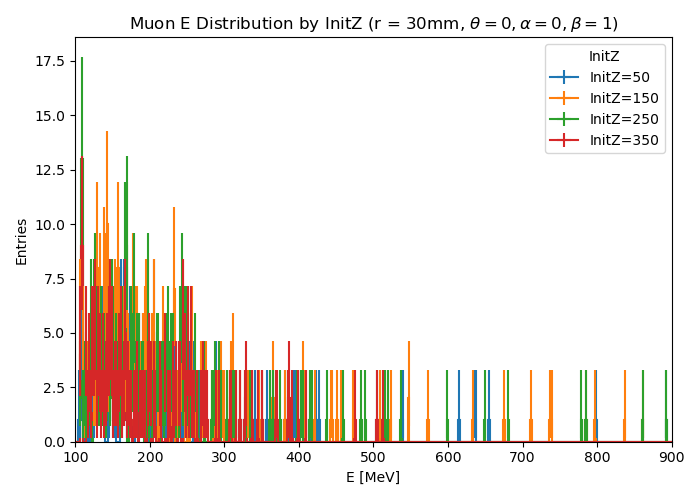 Muon E Distribution by InitZ (r = 30mm, θ = 0, α = 0, β = 1)
InitZ
InitZ=50
InitZ=150
InitZ=250
InitZ=350
Entries
17.5
15.0
12.5
10.0
7.5
5.0
2.5
0.0
100 200 300 400 500 600 700 800 900
E [MeV]